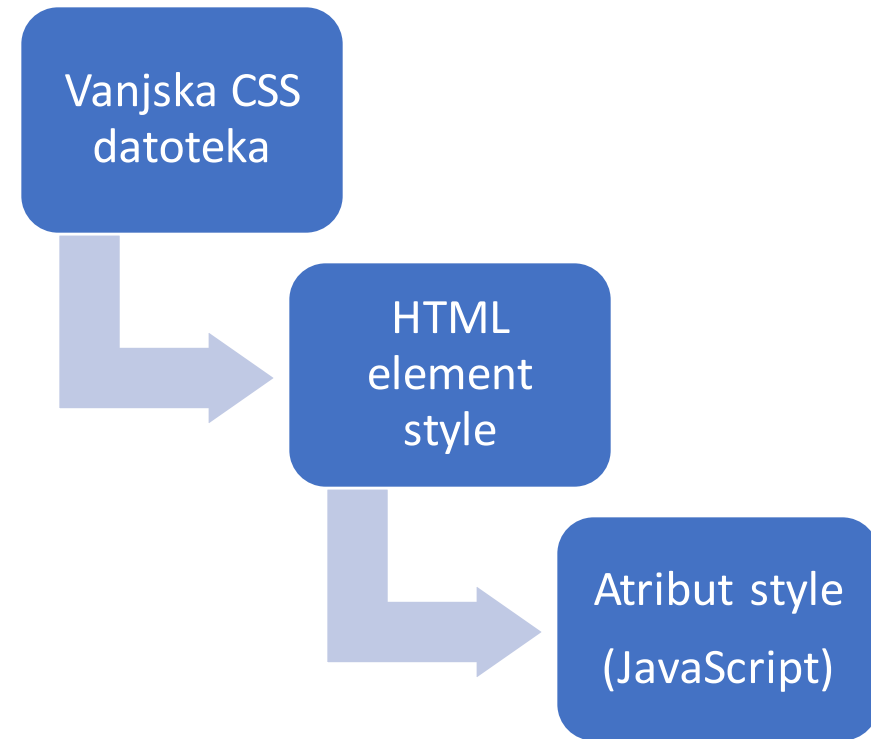 Vanjska CSS
datoteka
HTML
element
style
Atribut style
(JavaScript)